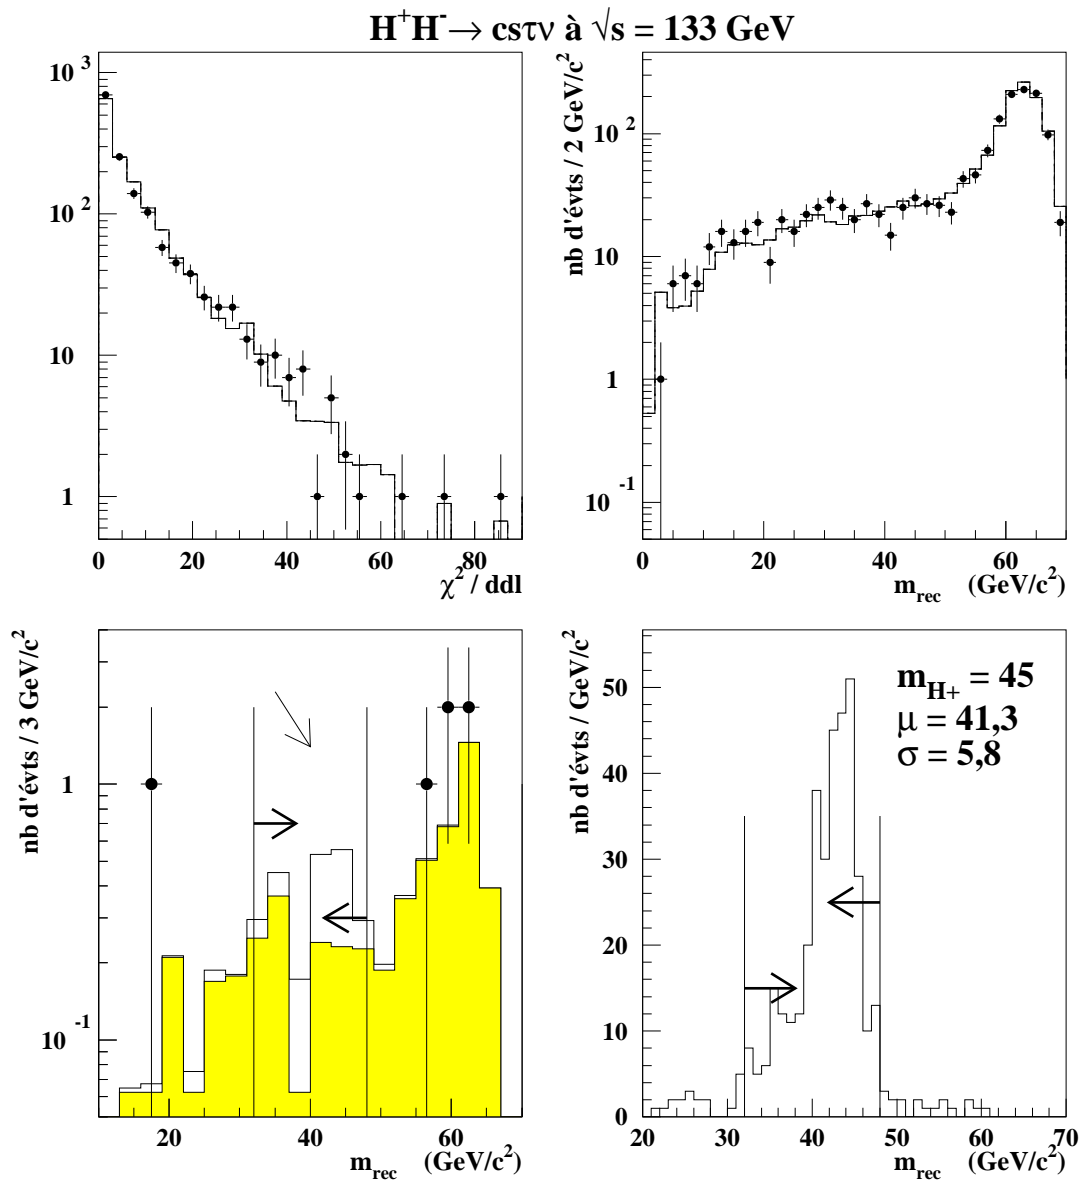 H⁺H⁻ → csτν à √s = 133 GeV
10³
10²
10
1
0 20 40 60 80
χ² / ddl
nb d'évts / 2 GeV/c²
10²
10
1
10⁻¹
0 20 40 60
m_rec (GeV/c²)
nb d'évts / 3 GeV/c²
1
10⁻¹
20 40 60
m_rec (GeV/c²)
nb d'évts / GeV/c²
m_H+ = 45
μ = 41,3
σ = 5,8
50
40
30
20
10
0
20 30 40 50 60 70
m_rec (GeV/c²)